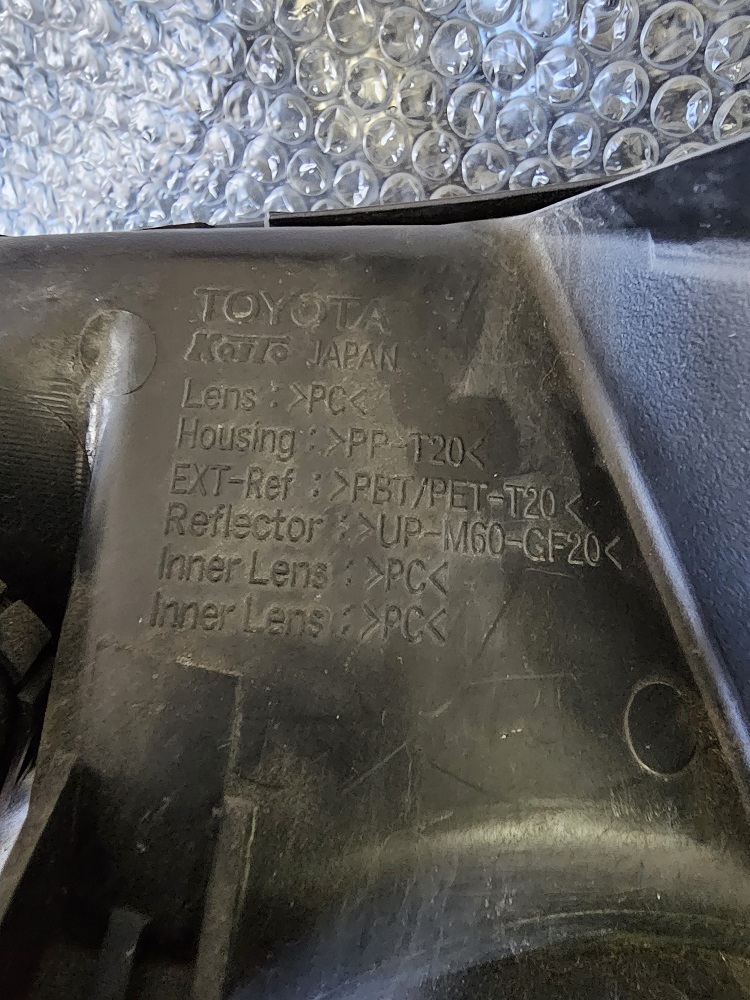 TOYOTA
KOITO JAPAN
Lens : >PC<
Housing : >PP-T20<
EXT-Ref : >PBT/PET-T20<
Reflector : >UP-M60-GF20<
Inner Lens : >PC<
Inner Lens : >PC<